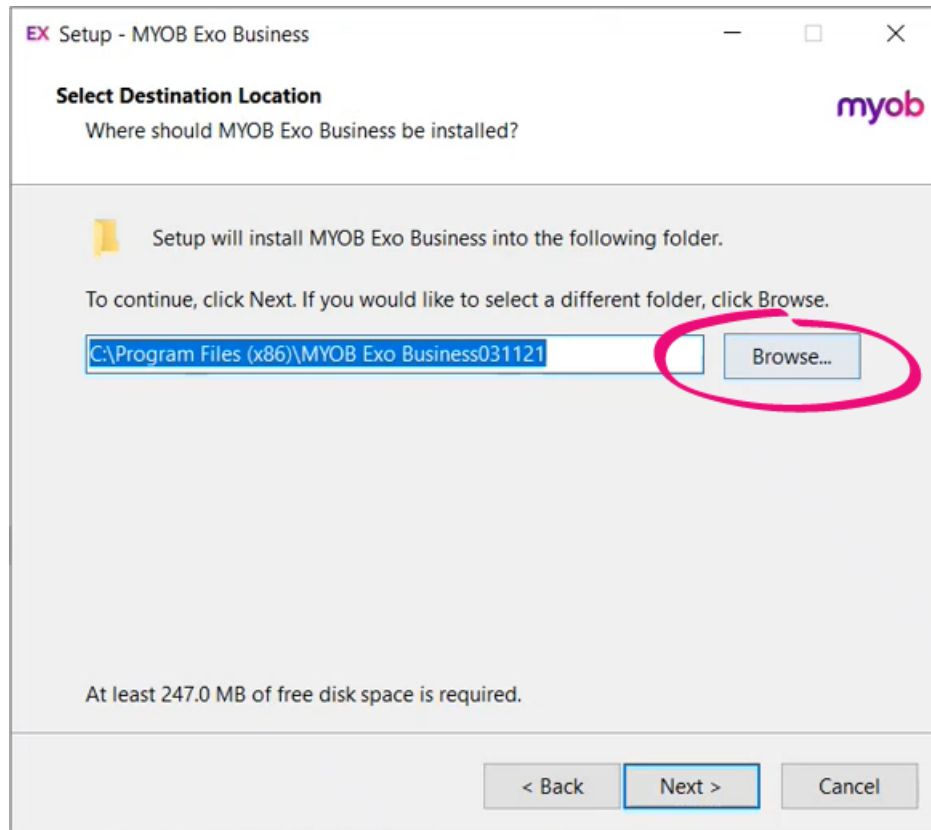 EX Setup - MYOB Exo Business
Select Destination Location
Where should MYOB Exo Business be installed?
myob
Setup will install MYOB Exo Business into the following folder.
To continue, click Next. If you would like to select a different folder, click Browse.
C:\Program Files (x86)\MYOB Exo Business031121
Browse...
At least 247.0 MB of free disk space is required.
< Back
Next >
Cancel